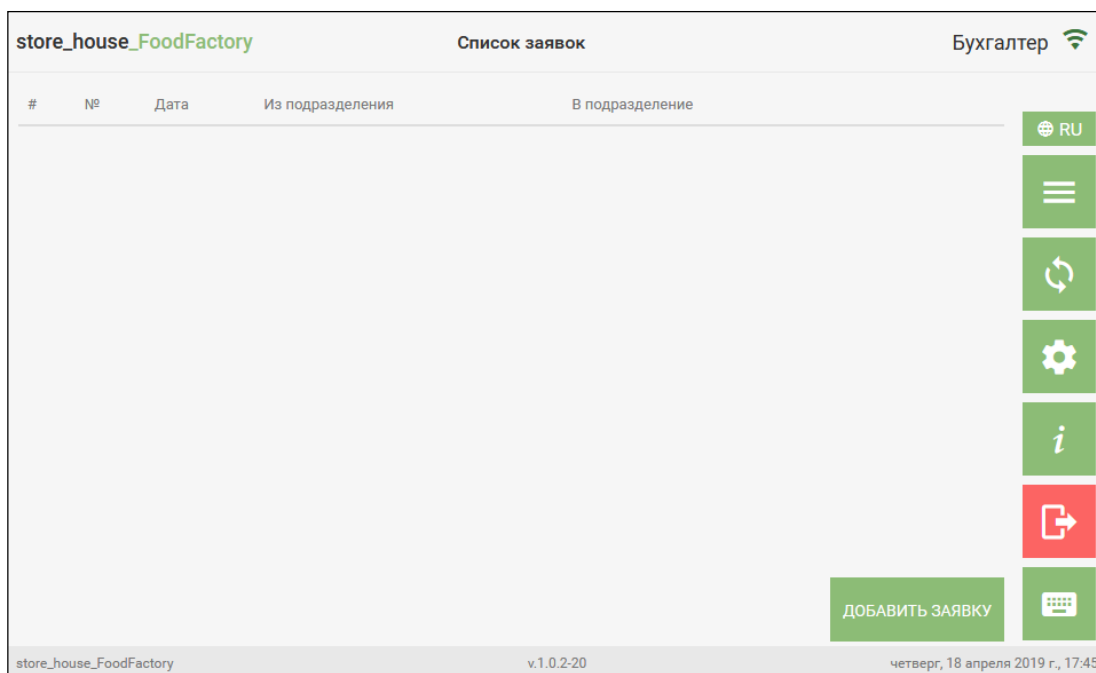 store_house_FoodFactory Список заявок Бухгалтер
# № Дата Из подразделения В подразделение
RU
i
ДОБАВИТЬ ЗАЯВКУ
store_house_FoodFactory v.1.0.2-20 четверг, 18 апреля 2019 г., 17:45